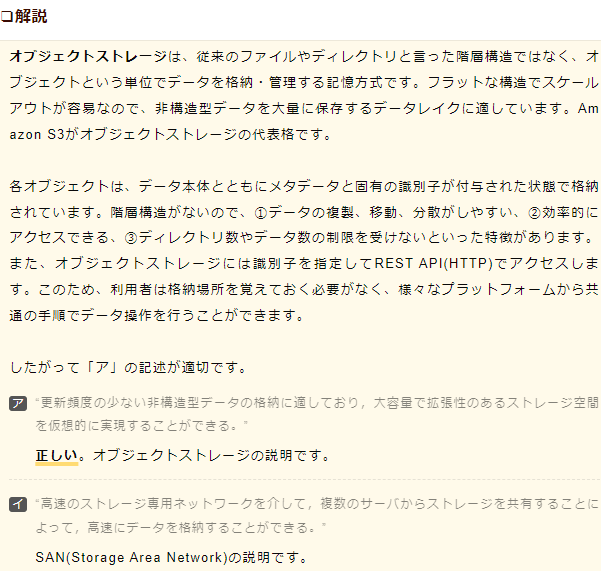 ❏解説
オブジェクトストレージは、従来のファイルやディレクトリと言った階層構造ではなく、オ
ブジェクトという単位でデータを格納・管理する記憶方式です。フラットな構造でスケール
アウトが容易なので、非構造型データを大量に保存するデータレイクに適しています。Am
azon S3がオブジェクトストレージの代表格です。
各オブジェクトは、データ本体とともにメタデータと固有の識別子が付与された状態で格納
されています。階層構造がないので、①データの複製、移動、分散がしやすい、②効率的に
アクセスできる、③ディレクトリ数やデータ数の制限を受けないといった特徴があります。
また、オブジェクトストレージには識別子を指定してREST API(HTTP)でアクセスしま
す。このため、利用者は格納場所を覚えておく必要がなく、様々なプラットフォームから共
通の手順でデータ操作を行うことができます。
したがって「ア」の記述が適切です。
ア “更新頻度の少ない非構造型データの格納に適しており，大容量で拡張性のあるストレージ空間
を仮想的に実現することができる。”
正しい。オブジェクトストレージの説明です。
イ “高速のストレージ専用ネットワークを介して，複数のサーバからストレージを共有することに
よって，高速にデータを格納することができる。”
SAN(Storage Area Network)の説明です。